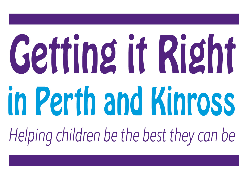 Getting it Right
in Perth and Kinross
Helping children be the best they can be